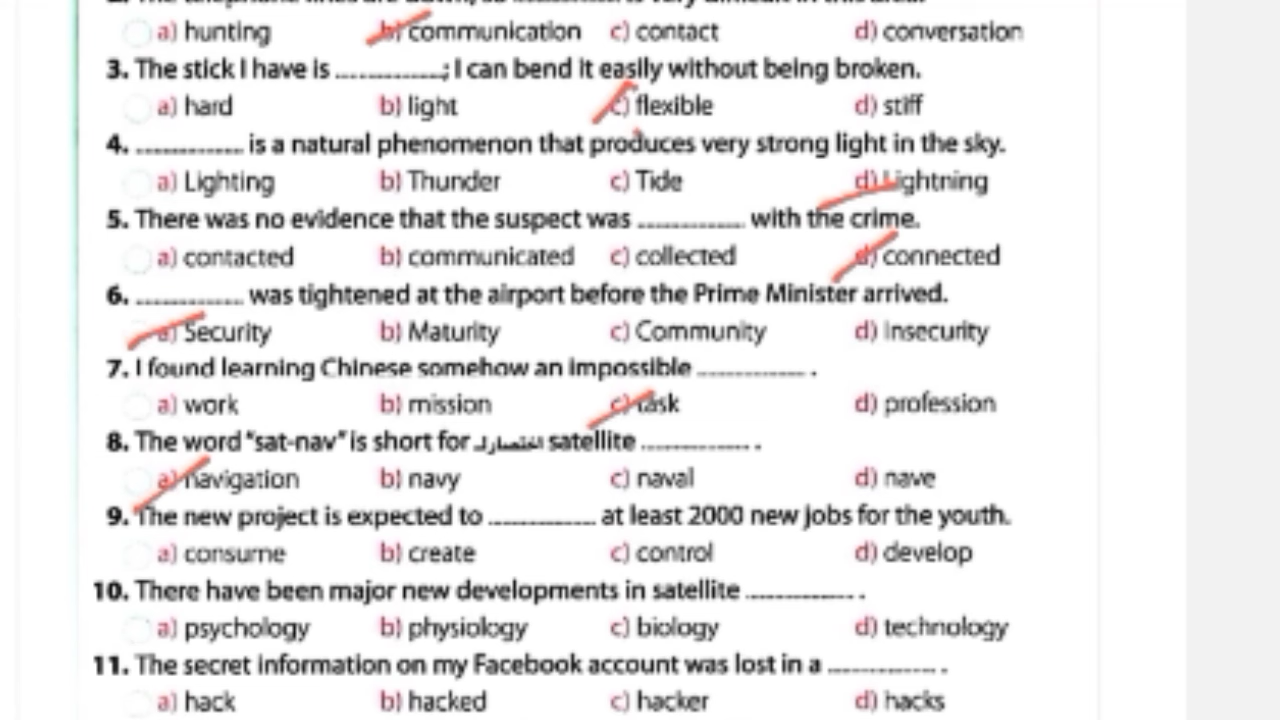 a) hunting b) communication c) contact d) conversation
3. The stick I have is ............; I can bend it easily without being broken.
a) hard b) light c) flexible d) stiff
4. ............ is a natural phenomenon that produces very strong light in the sky.
a) Lighting b) Thunder c) Tide d) Lightning
5. There was no evidence that the suspect was ............ with the crime.
a) contacted b) communicated c) collected d) connected
6. ............ was tightened at the airport before the Prime Minister arrived.
a) Security b) Maturity c) Community d) Insecurity
7. I found learning Chinese somehow an impossible ............ .
a) work b) mission c) task d) profession
8. The word "sat-nav" is short for اختصارلـ satellite ............ .
a) navigation b) navy c) naval d) nave
9. The new project is expected to ............ at least 2000 new jobs for the youth.
a) consume b) create c) control d) develop
10. There have been major new developments in satellite ............ .
a) psychology b) physiology c) biology d) technology
11. The secret information on my Facebook account was lost in a ............ .
a) hack b) hacked c) hacker d) hacks